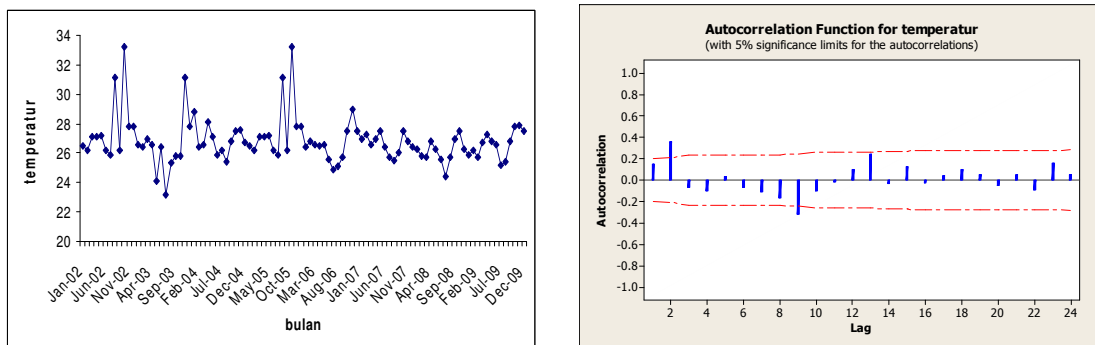 temperatur
34
32
30
28
26
24
22
20
Jan-02
Jun-02
Nov-02
Apr-03
Sep-03
Feb-04
Jul-04
Dec-04
May-05
Oct-05
Mar-06
Aug-06
Jan-07
Jun-07
Nov-07
Apr-08
Sep-08
Feb-09
Jul-09
Dec-09
bulan
Autocorrelation Function for temperatur
(with 5% significance limits for the autocorrelations)
Autocorrelation
1.0
0.8
0.6
0.4
0.2
0.0
-0.2
-0.4
-0.6
-0.8
-1.0
2 4 6 8 10 12 14 16 18 20 22 24
Lag